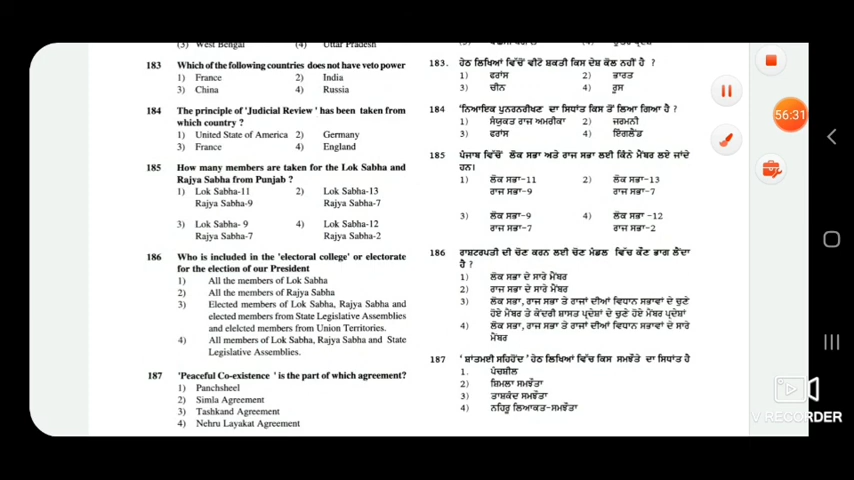 (3) West Bengal (4) Uttar Pradesh
183 Which of the following countries does not have veto power
1) France 2) India
3) China 4) Russia
184 The principle of 'Judicial Review' has been taken from
which country ?
1) United State of America 2) Germany
3) France 4) England
185 How many members are taken for the Lok Sabha and
Rajya Sabha from Punjab ?
1) Lok Sabha-11 2) Lok Sabha-13
Rajya Sabha-9 Rajya Sabha-7
3) Lok Sabha- 9 4) Lok Sabha-12
Rajya Sabha-7 Rajya Sabha-2
186 Who is included in the 'electoral college' or electorate
for the election of our President
1) All the members of Lok Sabha
2) All the members of Rajya Sabha
3) Elected members of Lok Sabha, Rajya Sabha and
elected members from State Legislative Assemblies
and elelcted members from Union Territories.
4) All members of Lok Sabha, Rajya Sabha and State
Legislative Assemblies.
187 'Peaceful Co-existence ' is the part of which agreement?
1) Panchsheel
2) Simla Agreement
3) Tashkand Agreement
4) Nehru Layakat Agreement
183. ਹੇਠ ਲਿਖਿਆਂ ਵਿੱਚੋਂ ਵੀਟੋ ਸ਼ਕਤੀ ਕਿਸ ਦੇਸ਼ ਕੋਲ ਨਹੀਂ ਹੈ ?
1) ਫਰਾਂਸ 2) ਭਾਰਤ
3) ਚੀਨ 4) ਰੂਸ
184 'ਨਿਆਇਕ ਪੁਨਰਨਰੀਖਣ ਦਾ ਸਿਧਾਂਤ ਕਿਸ ਤੋਂ ਲਿਆ ਗਿਆ ਹੈ ?
1) ਸੰਯੁਕਤ ਰਾਜ ਅਮਰੀਕਾ 2) ਜਰਮਨੀ
3) ਫਰਾਂਸ 4) ਇੰਗਲੈਂਡ
185 ਪੰਜਾਬ ਵਿੱਚੋਂ ਲੋਕ ਸਭਾ ਅਤੇ ਰਾਜ ਸਭਾ ਲਈ ਕਿੰਨੇ ਮੈਂਬਰ ਲਏ ਜਾਂਦੇ
ਹਨ।
1) ਲੋਕ ਸਭਾ-11 2) ਲੋਕ ਸਭਾ-13
ਰਾਜ ਸਭਾ-9 ਰਾਜ ਸਭਾ-7
3) ਲੋਕ ਸਭਾ-9 4) ਲੋਕ ਸਭਾ -12
ਰਾਜ ਸਭਾ-7 ਰਾਜ ਸਭਾ-2
186 ਰਾਸ਼ਟਰਪਤੀ ਦੀ ਚੋਣ ਕਰਨ ਲਈ ਚੋਣ ਮੰਡਲ ਵਿੱਚ ਕੌਣ ਭਾਗ ਲੈਂਦਾ
ਹੈ ?
1) ਲੋਕ ਸਭਾ ਦੇ ਸਾਰੇ ਮੈਂਬਰ
2) ਰਾਜ ਸਭਾ ਦੇ ਸਾਰੇ ਮੈਂਬਰ
3) ਲੋਕ ਸਭਾ, ਰਾਜ ਸਭਾ ਤੇ ਰਾਜਾਂ ਦੀਆਂ ਵਿਧਾਨ ਸਭਾਵਾਂ ਦੇ ਚੁਣੇ
ਹੋਏ ਮੈਂਬਰ ਤੇ ਕੇਂਦਰੀ ਸ਼ਾਸਤ ਪ੍ਰਦੇਸ਼ਾਂ ਦੇ ਚੁਣੇ ਹੋਏ ਮੈਂਬਰ ਪ੍ਰਦੇਸ਼ਾਂ
4) ਲੋਕ ਸਭਾ, ਰਾਜ ਸਭਾ ਤੇ ਰਾਜਾਂ ਦੀਆਂ ਵਿਧਾਨ ਸਭਾਵਾਂ ਦੇ ਸਾਰੇ
ਮੈਂਬਰ
187 ' ਸ਼ਾਂਤਮਈ ਸਹਿਹੋਂਦ' ਹੇਠ ਲਿਖਿਆਂ ਵਿੱਚ ਕਿਸ ਸਮਝੌਤੇ ਦਾ ਸਿਧਾਂਤ ਹੈ
1. ਪੰਚਸ਼ੀਲ
2) ਸ਼ਿਮਲਾ ਸਮਝੌਤਾ
3) ਤਾਸ਼ਕੰਦ ਸਮਝੌਤਾ
4) ਨਹਿਰੂ ਲਿਆਕਤ-ਸਮਝੌਤਾ
56:31
V RECORDER